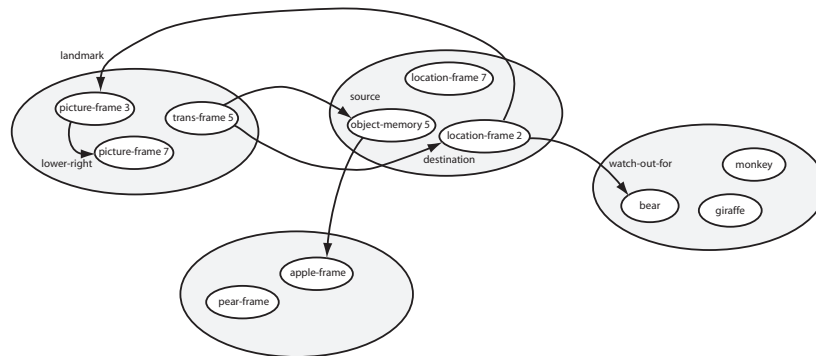 landmark
picture-frame 3
trans-frame 5
picture-frame 7
lower-right
location-frame 7
source
object-memory 5
location-frame 2
destination
watch-out-for
monkey
bear
giraffe
apple-frame
pear-frame